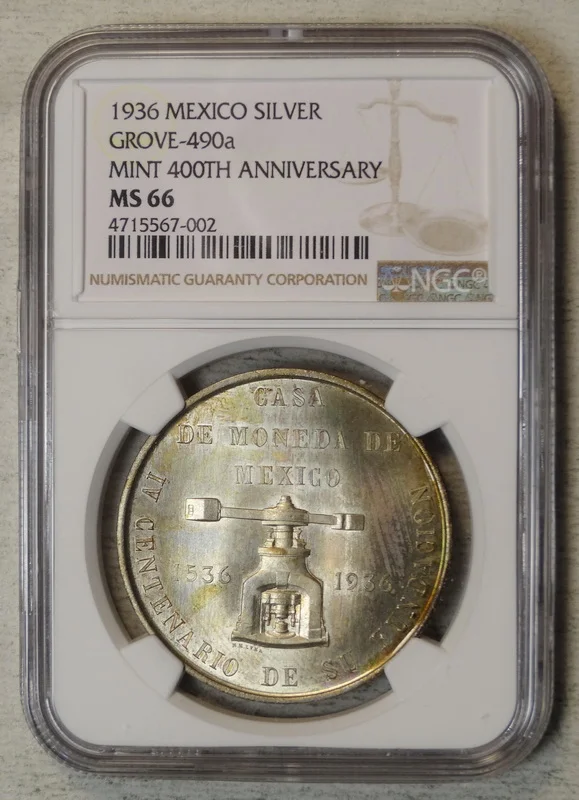 1936 MEXICO SILVER
GROVE-490a
MINT 400TH ANNIVERSARY
MS 66
4715567-002
NUMISMATIC GUARANTY CORPORATION
NGC®
CASA
DE MONEDA DE
MEXICO
1536 1936
IV CENTENARIO DE SU FUNDACION